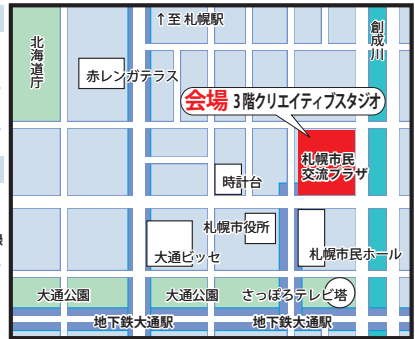 ↑至 札幌駅
北海道庁
創成川
赤レンガテラス
会場 3階クリエイティブスタジオ
札幌市民
交流プラザ
時計台
札幌市役所
大通ビッセ
札幌市民ホール
大通公園
大通公園
さっぽろテレビ塔
地下鉄大通駅
地下鉄大通駅